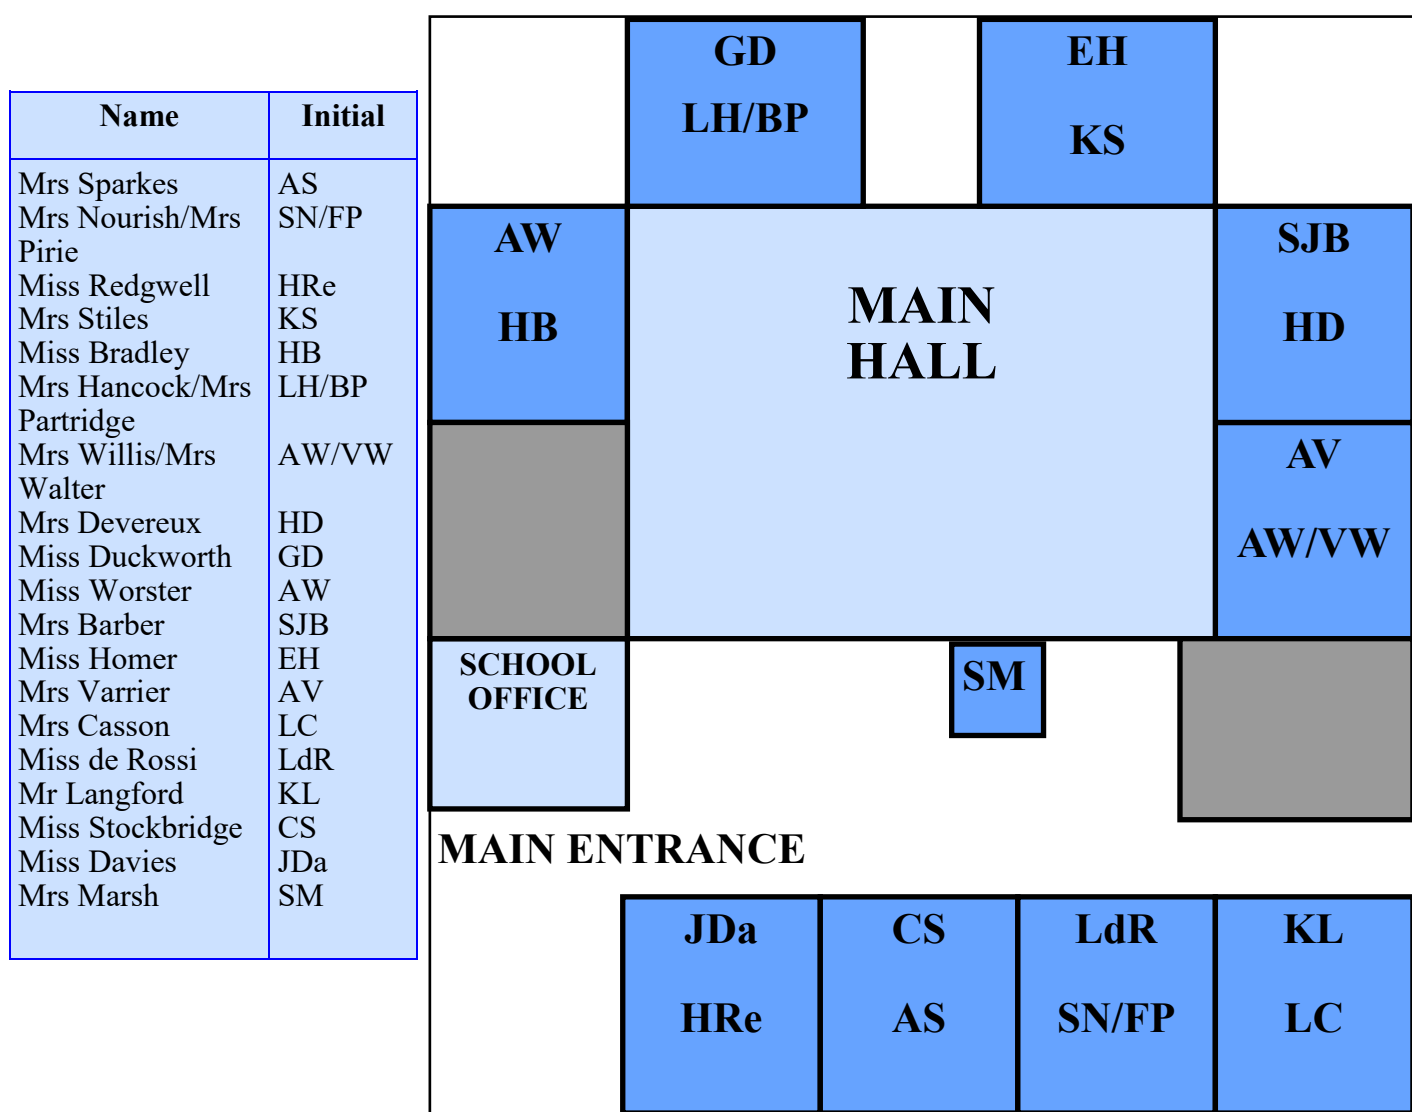 Name Initial
Mrs Sparkes AS
Mrs Nourish/Mrs SN/FP
Pirie
Miss Redgwell HRe
Mrs Stiles KS
Miss Bradley HB
Mrs Hancock/Mrs LH/BP
Partridge
Mrs Willis/Mrs AW/VW
Walter
Mrs Devereux HD
Miss Duckworth GD
Miss Worster AW
Mrs Barber SJB
Miss Homer EH
Mrs Varrier AV
Mrs Casson LC
Miss de Rossi LdR
Mr Langford KL
Miss Stockbridge CS
Miss Davies JDa
Mrs Marsh SM
GD
LH/BP
EH
KS
AW
HB
MAIN
HALL
SJB
HD
AV
AW/VW
SCHOOL
OFFICE
SM
MAIN ENTRANCE
JDa
HRe
CS
AS
LdR
SN/FP
KL
LC